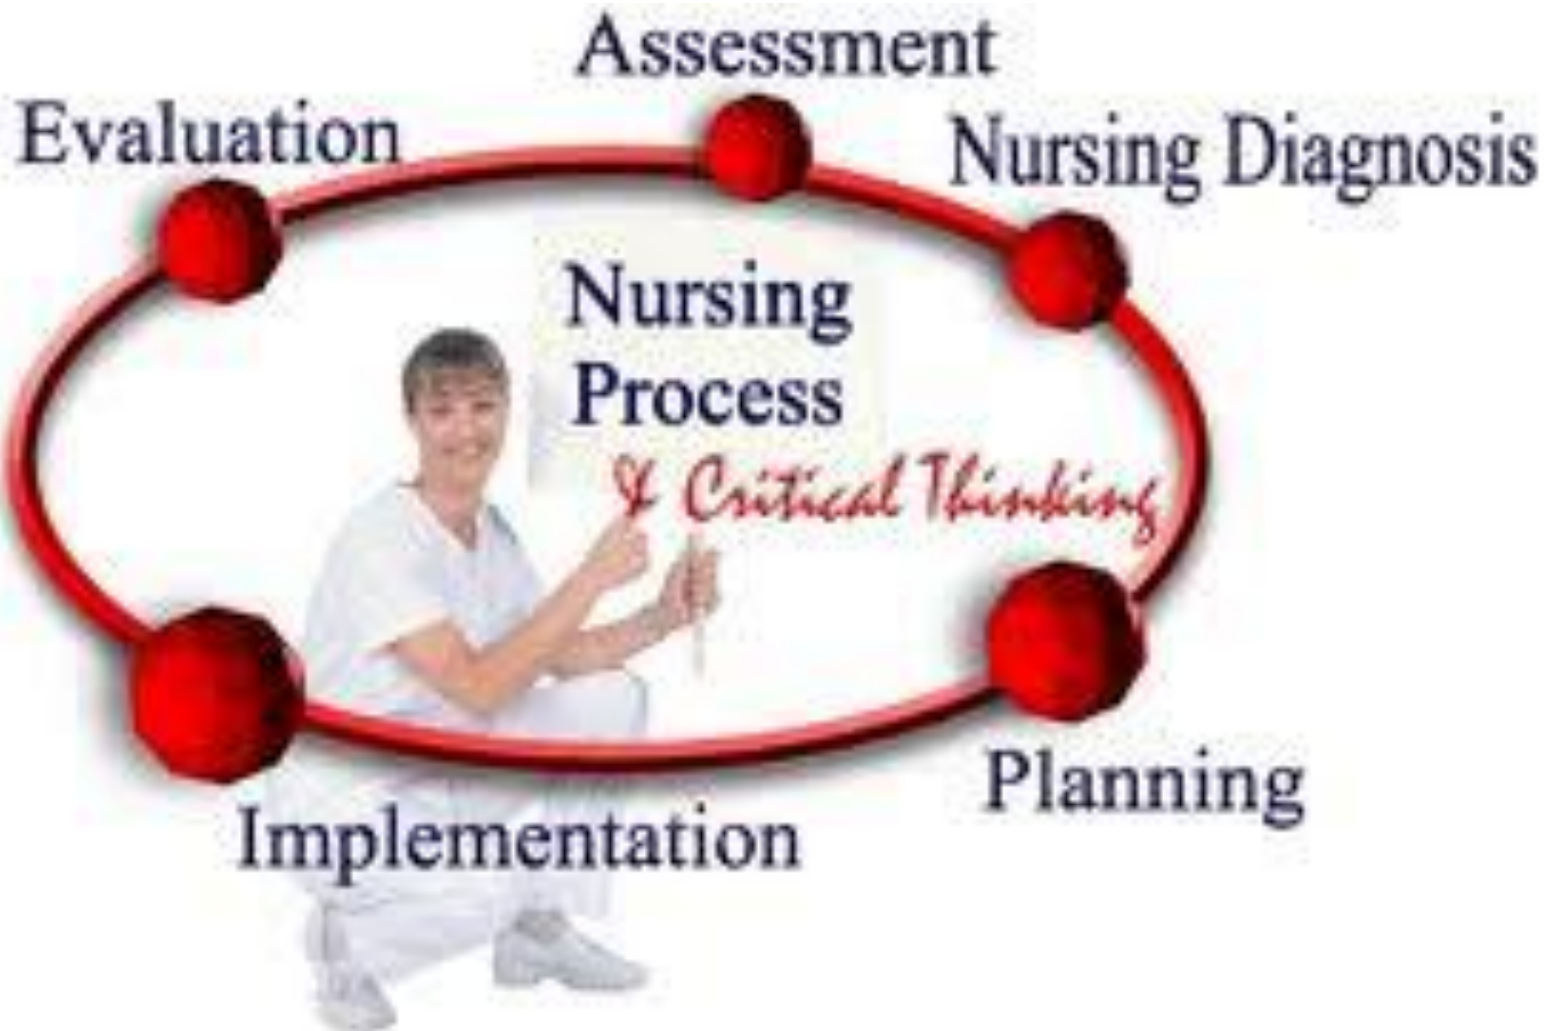 Assessment
Evaluation
Nursing Diagnosis
Nursing
Process
& Critical Thinking
Planning
Implementation